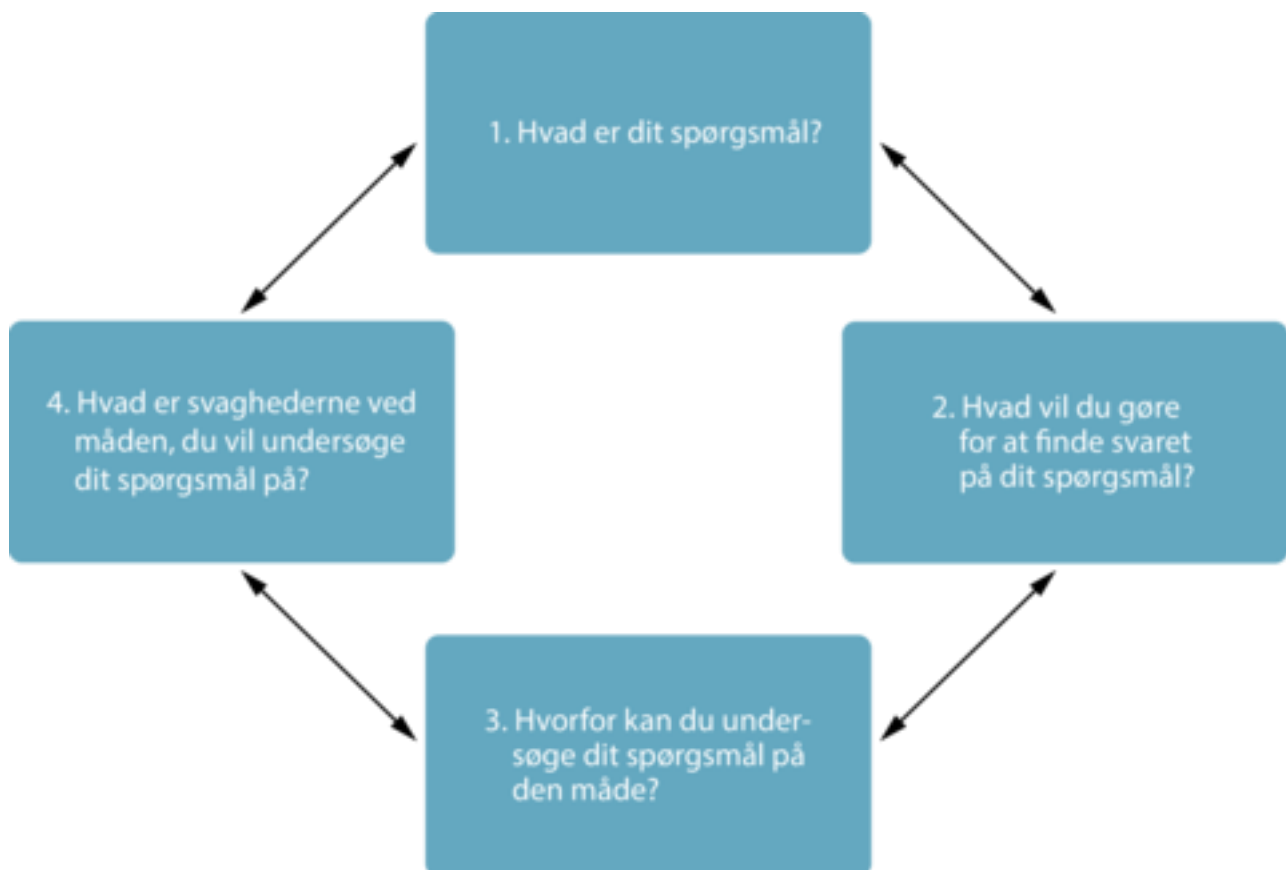 1. Hvad er dit spørgsmål?
2. Hvad vil du gøre
for at finde svaret
på dit spørgsmål?
3. Hvorfor kan du under-
søge dit spørgsmål på
den måde?
4. Hvad er svaghederne ved
måden, du vil undersøge
dit spørgsmål på?